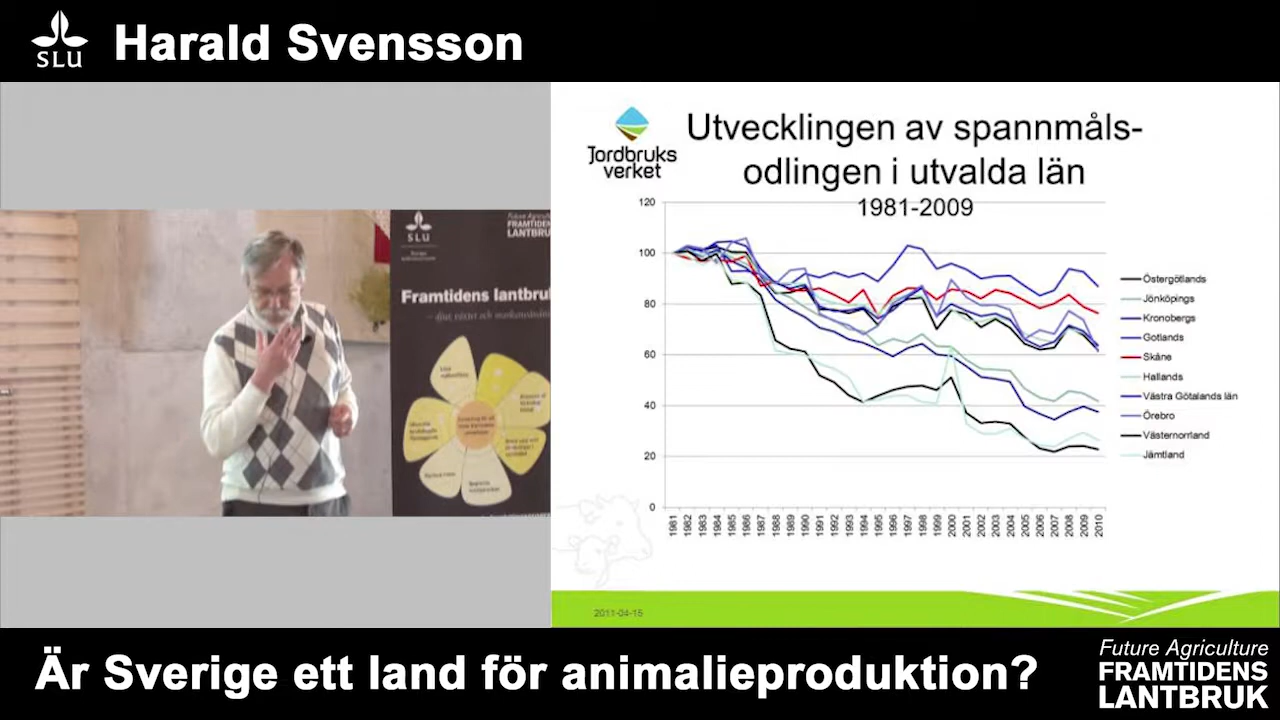 SLU
Harald Svensson
Jordbruks
verket
Utvecklingen av spannmåls-
odlingen i utvalda län
1981-2009
120
100
80
60
40
20
0
1981 1982 1983 1984 1985 1986 1987 1988 1989 1990 1991 1992 1993 1994 1995 1996 1997 1998 1999 2000 2001 2002 2003 2004 2005 2006 2007 2008 2009 2010
Östergötlands
Jönköpings
Kronobergs
Gotlands
Skåne
Hallands
Västra Götalands län
Örebro
Västernorrland
Jämtland
2011-04-15
SLU
Future Agriculture
FRAMTIDENS
LANTBRUK
Framtidens lantbruk
Är Sverige ett land för animalieproduktion?
Future Agriculture
FRAMTIDENS
LANTBRUK